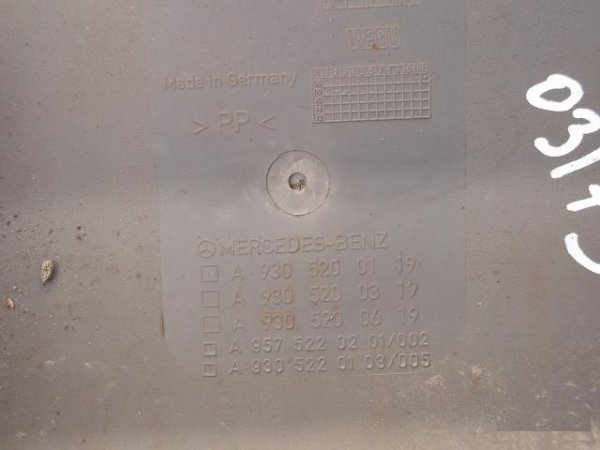 WEGU
Made in Germany
> PP <
03/
MERCEDES-BENZ
A 930 520 01 19
A 930 520 03 19
A 930 520 06 19
A 957 522 02 01/002
A 930 522 01 03/005